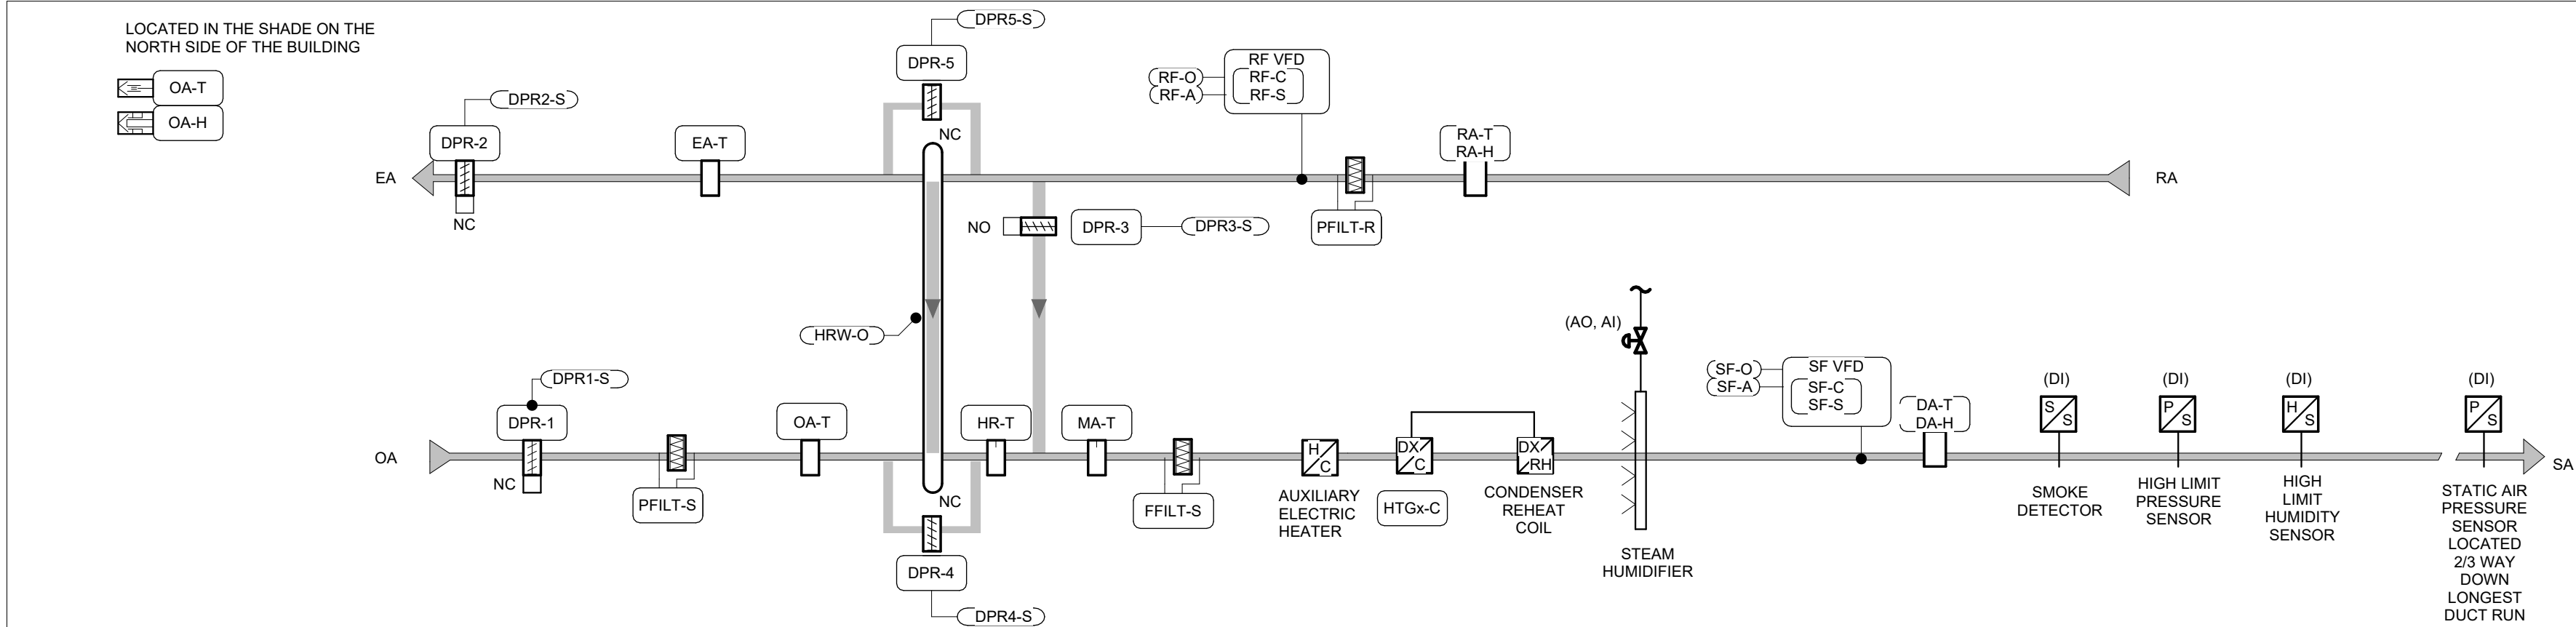 LOCATED IN THE SHADE ON THE
NORTH SIDE OF THE BUILDING
OA-T
OA-H
DPR5-S
DPR-5
NC
DPR2-S
DPR-2
NC
EA
EA-T
RF-O
RF-A
RF VFD
RF-C
RF-S
RA-T
RA-H
RA
PFILT-R
NO
DPR-3
DPR3-S
HRW-O
(AO, AI)
DPR1-S
DPR-1
OA
NC
PFILT-S
OA-T
HR-T
MA-T
NC
DPR-4
DPR4-S
FFILT-S
H
C
AUXILIARY
ELECTRIC
HEATER
DX
C
HTGx-C
DX
RH
CONDENSER
REHEAT
COIL
STEAM
HUMIDIFIER
SF-O
SF-A
SF VFD
SF-C
SF-S
DA-T
DA-H
(DI)
S
S
SMOKE
DETECTOR
(DI)
P
S
HIGH LIMIT
PRESSURE
SENSOR
(DI)
H
S
HIGH
LIMIT
HUMIDITY
SENSOR
(DI)
P
S
STATIC AIR
PRESSURE
SENSOR
LOCATED
2/3 WAY
DOWN
LONGEST
DUCT RUN
SA